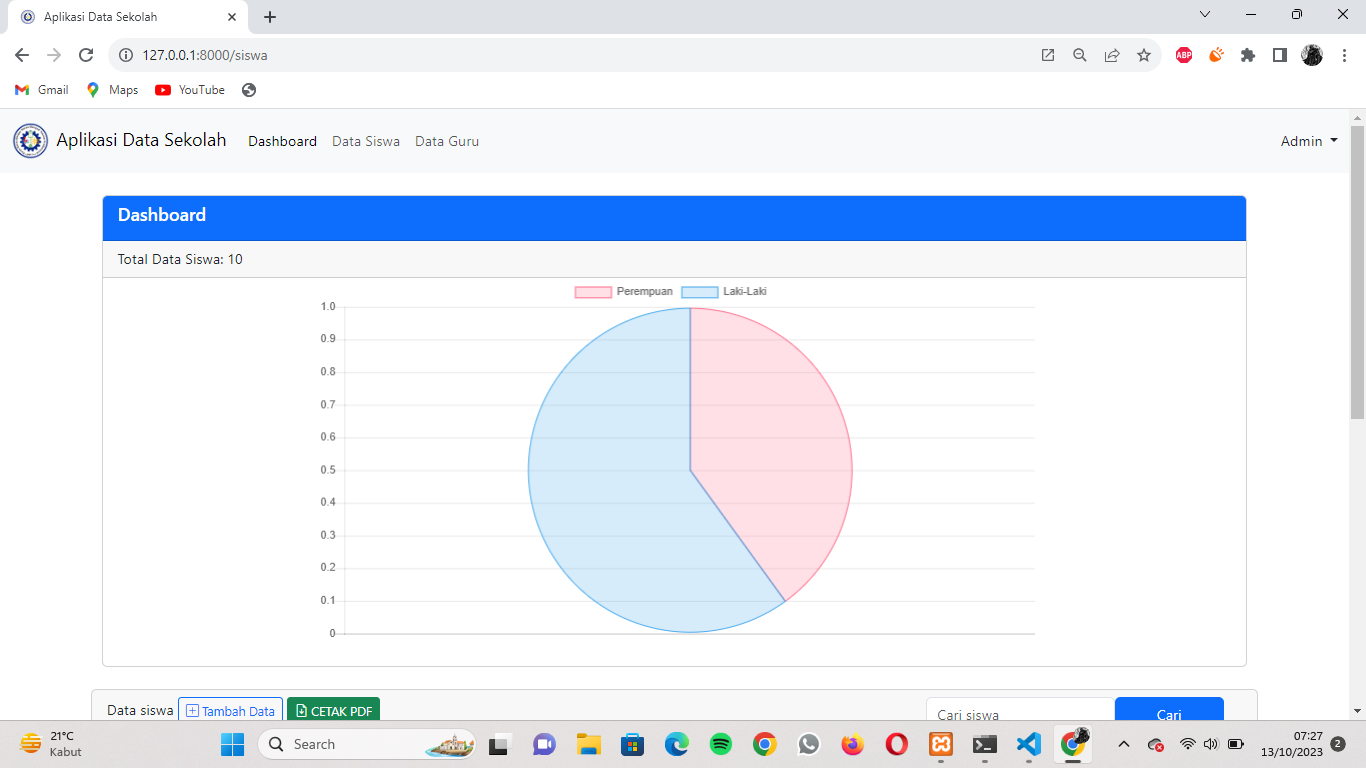 Aplikasi Data Sekolah
127.0.0.1:8000/siswa
ABP
Gmail Maps YouTube
Aplikasi Data Sekolah Dashboard Data Siswa Data Guru Admin
Dashboard
Total Data Siswa: 10
Perempuan Laki-Laki
1.0
0.9
0.8
0.7
0.6
0.5
0.4
0.3
0.2
0.1
0
Data siswa Tambah Data CETAK PDF Cari siswa Cari
21°C
Kabut
Search
07:27
13/10/2023
2